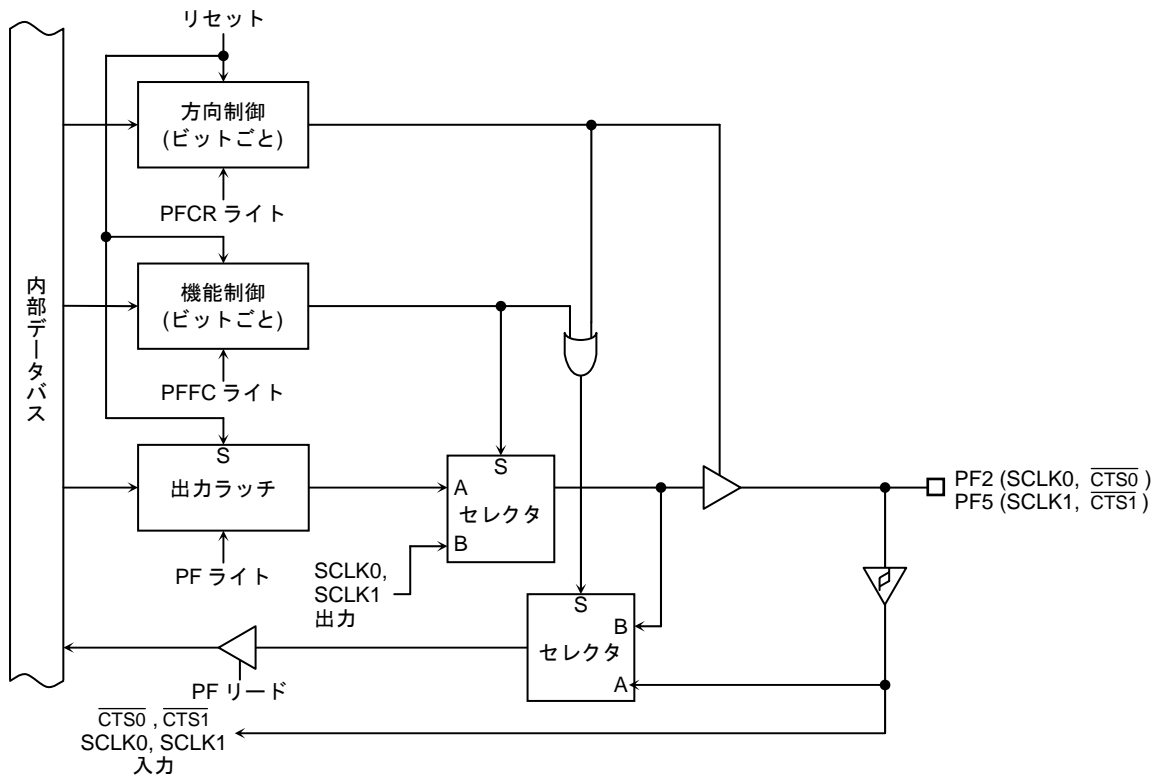 リセット
方向制御
(ビットごと)
PFCR ライト
内部データバス
機能制御
(ビットごと)
PFFC ライト
S
出力ラッチ
PF ライト
S
A
セレクタ
B
SCLK0,
SCLK1
出力
PF2 (SCLK0, CTS0)
PF5 (SCLK1, CTS1)
S
B
セレクタ
A
PF リード
CTS0, CTS1
SCLK0, SCLK1
入力